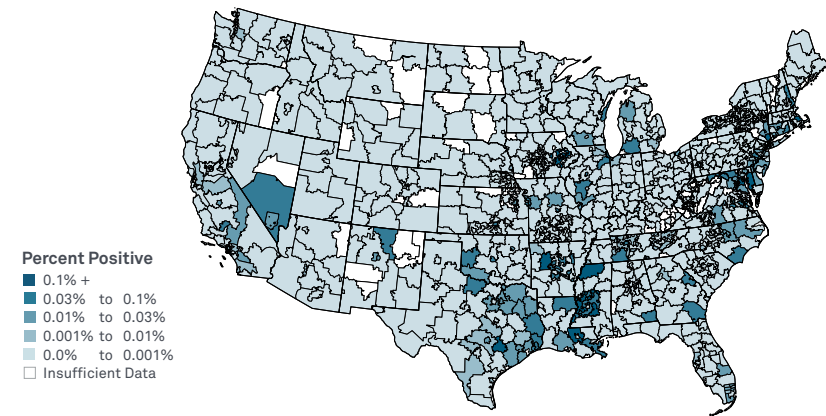 Percent Positive
0.1% +
0.03% to 0.1%
0.01% to 0.03%
0.001% to 0.01%
0.0% to 0.001%
Insufficient Data